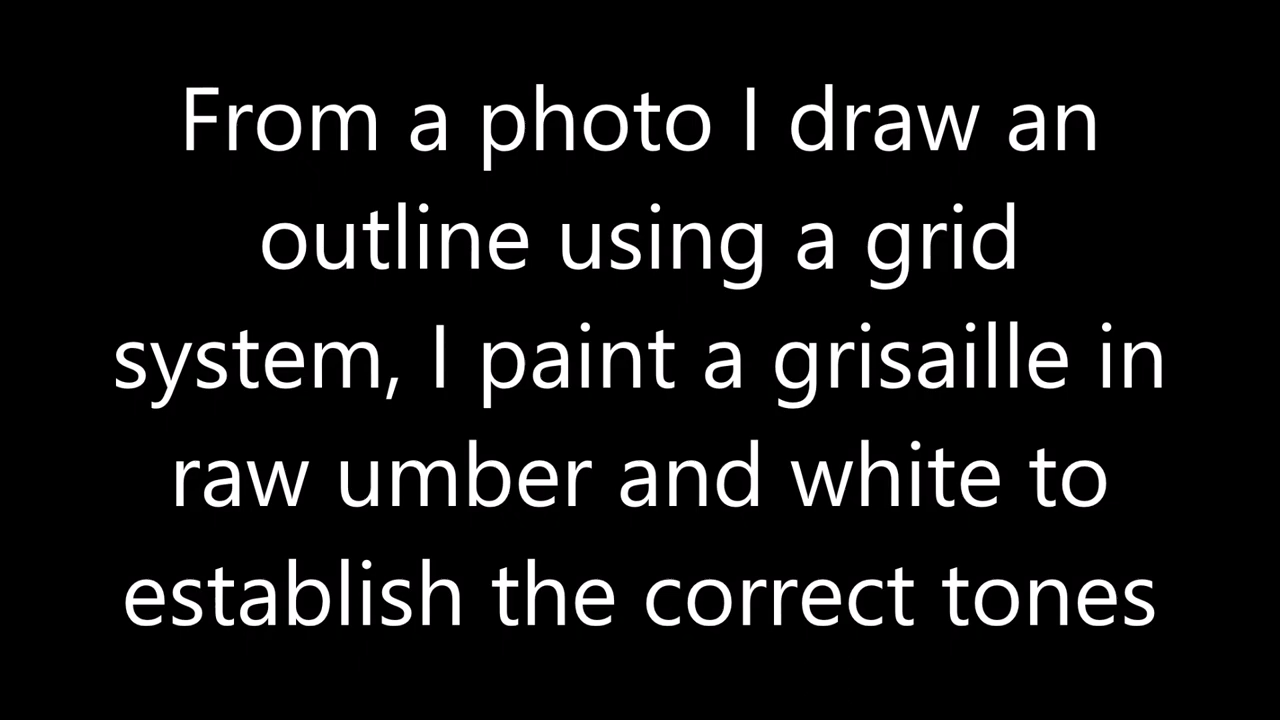 From a photo I draw an
outline using a grid
system, I paint a grisaille in
raw umber and white to
establish the correct tones